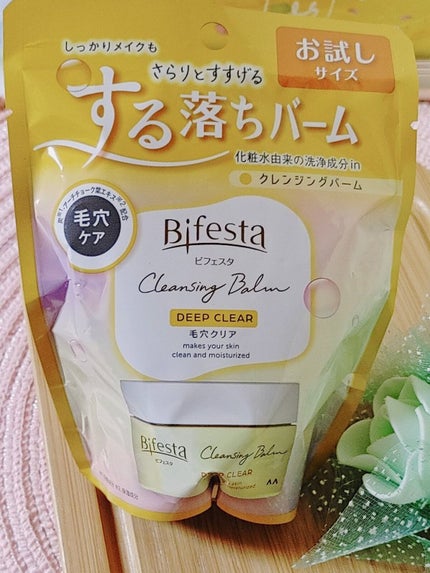 しっかりメイクも
お試し
サイズ
さらりとすすげる
する落ちバーム
化粧水由来の洗浄成分in
クレンジングバーム
毛穴
ケア
Bifesta
ビフェスタ
Cleansing Balm
DEEP CLEAR
毛穴クリア
makes your skin
clean and moisturized
Bifesta
ビフェスタ
Cleansing Balm
DEEP CLEAR